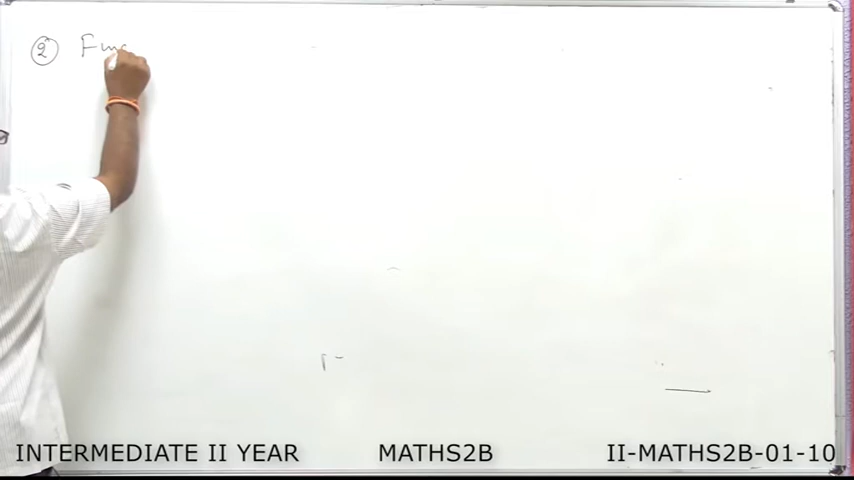 ② Fin
INTERMEDIATE II YEAR MATHS2B II-MATHS2B-01-10